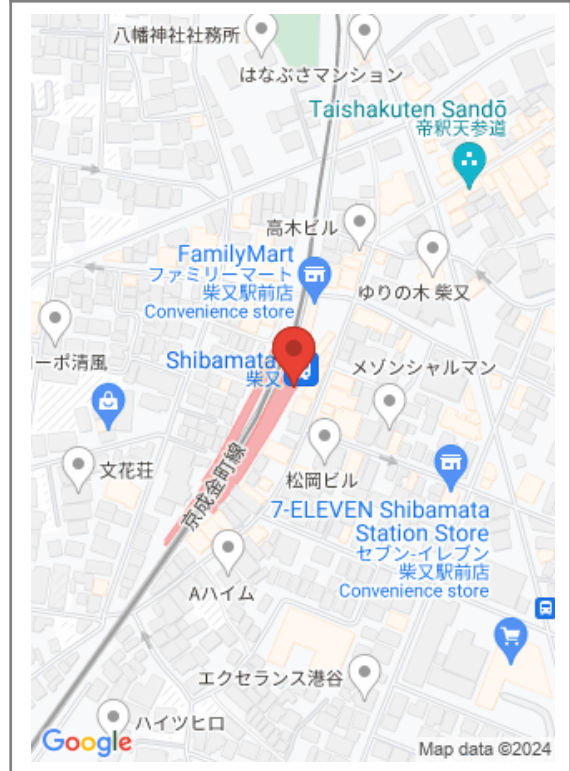 八幡神社社務所
はなぶさマンション
Taishakuten Sandō
帝釈天参道
高木ビル
FamilyMart
ファミリーマート
柴又駅前店
Convenience store
ゆりの木 柴又
ーポ清風
Shibamata
柴又
メゾンシャルマン
文花荘
京成金町線
松岡ビル
7-ELEVEN Shibamata
Station Store
セブン-イレブン
柴又駅前店
Convenience store
Aハイム
エクセランス港谷
ハイツヒロ
Google
Map data ©2024